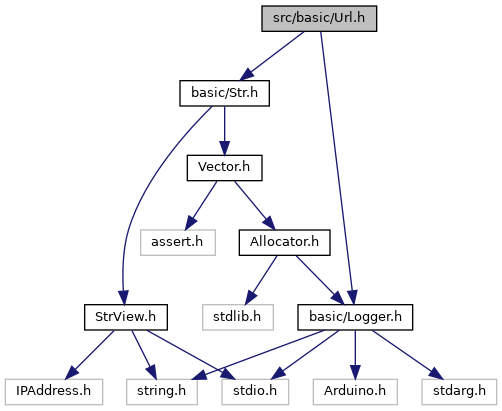 src/basic/Url.h
basic/Str.h
Vector.h
assert.h
Allocator.h
StrView.h
stdlib.h
basic/Logger.h
IPAddress.h
string.h
stdio.h
Arduino.h
stdarg.h